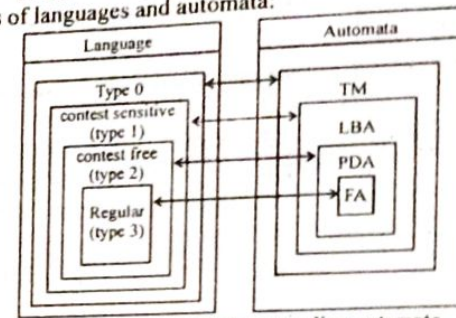 s of languages and automata.
Language
Automata
Type 0
contest sensitive
(type 1)
contest free
(type 2)
Regular
(type 3)
TM
LBA
PDA
FA